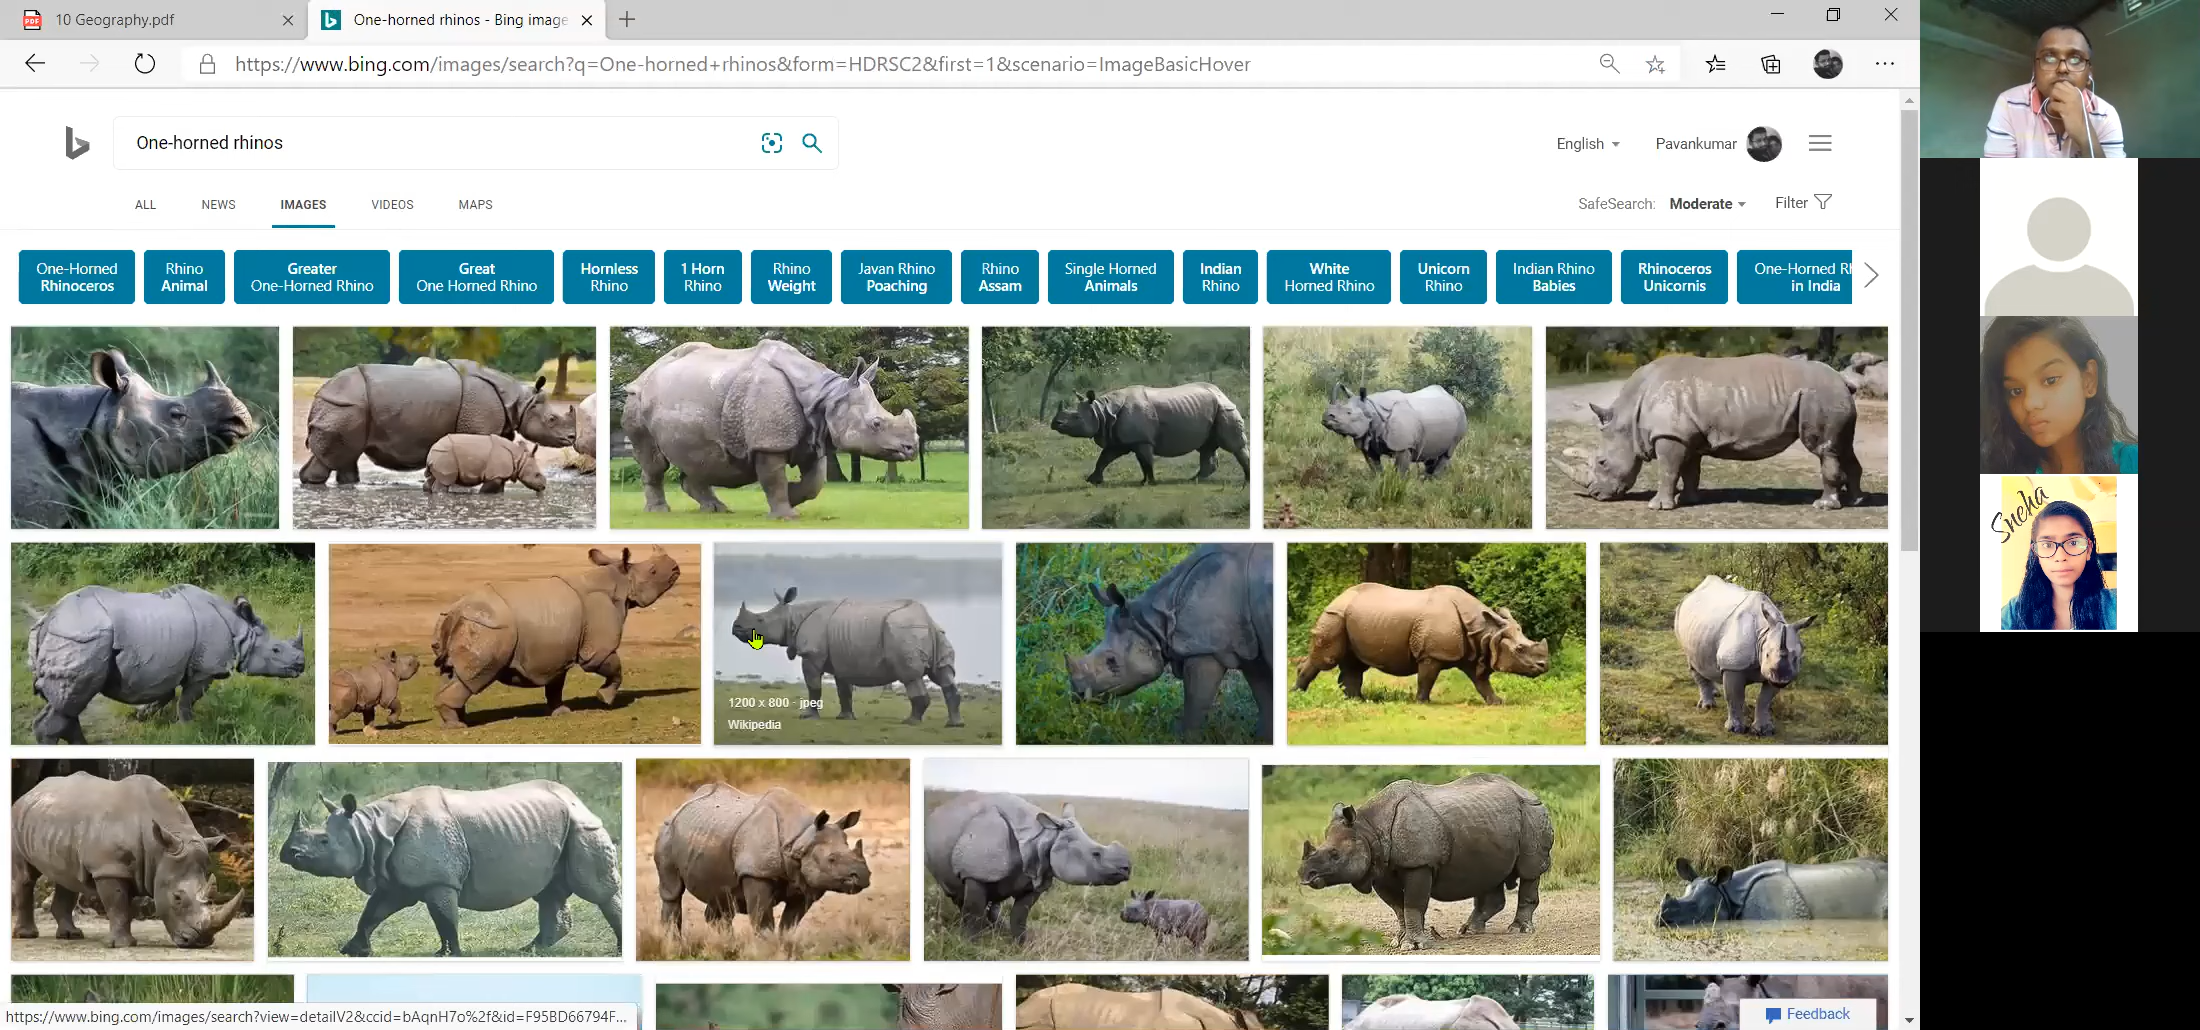 10 Geography.pdf
One-horned rhinos - Bing image
https://www.bing.com/images/search?q=One-horned+rhinos&form=HDRSC2&first=1&scenario=ImageBasicHover
One-horned rhinos
English
Pavankumar
ALL NEWS IMAGES VIDEOS MAPS
SafeSearch: Moderate Filter
One-Horned
Rhinoceros
Rhino
Animal
Greater
One-Horned Rhino
Great
One Horned Rhino
Hornless
Rhino
1 Horn
Rhino
Rhino
Weight
Javan Rhino
Poaching
Rhino
Assam
Single Horned
Animals
Indian
Rhino
White
Horned Rhino
Unicorn
Rhino
Indian Rhino
Babies
Rhinoceros
Unicornis
One-Horned Rh
in India
1200 x 800 · jpeg
Wikipedia
https://www.bing.com/images/search?view=detailV2&ccid=bAqnH7o%2f&id=F95BD66794F...
Feedback
Sneha